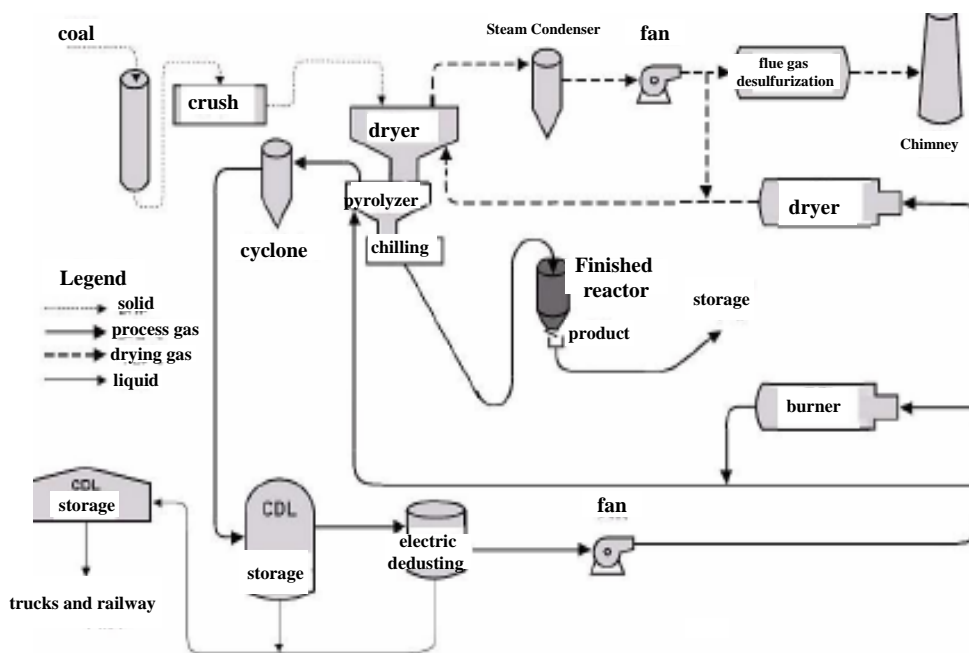 coal
Steam Condenser
fan
flue gas
desulfurization
crush
dryer
Chimney
pyrolyzer
dryer
cyclone
chilling
Finished
reactor
storage
Legend
solid
process gas
drying gas
liquid
product
burner
CDL
storage
CDL
storage
electric
dedusting
fan
trucks and railway